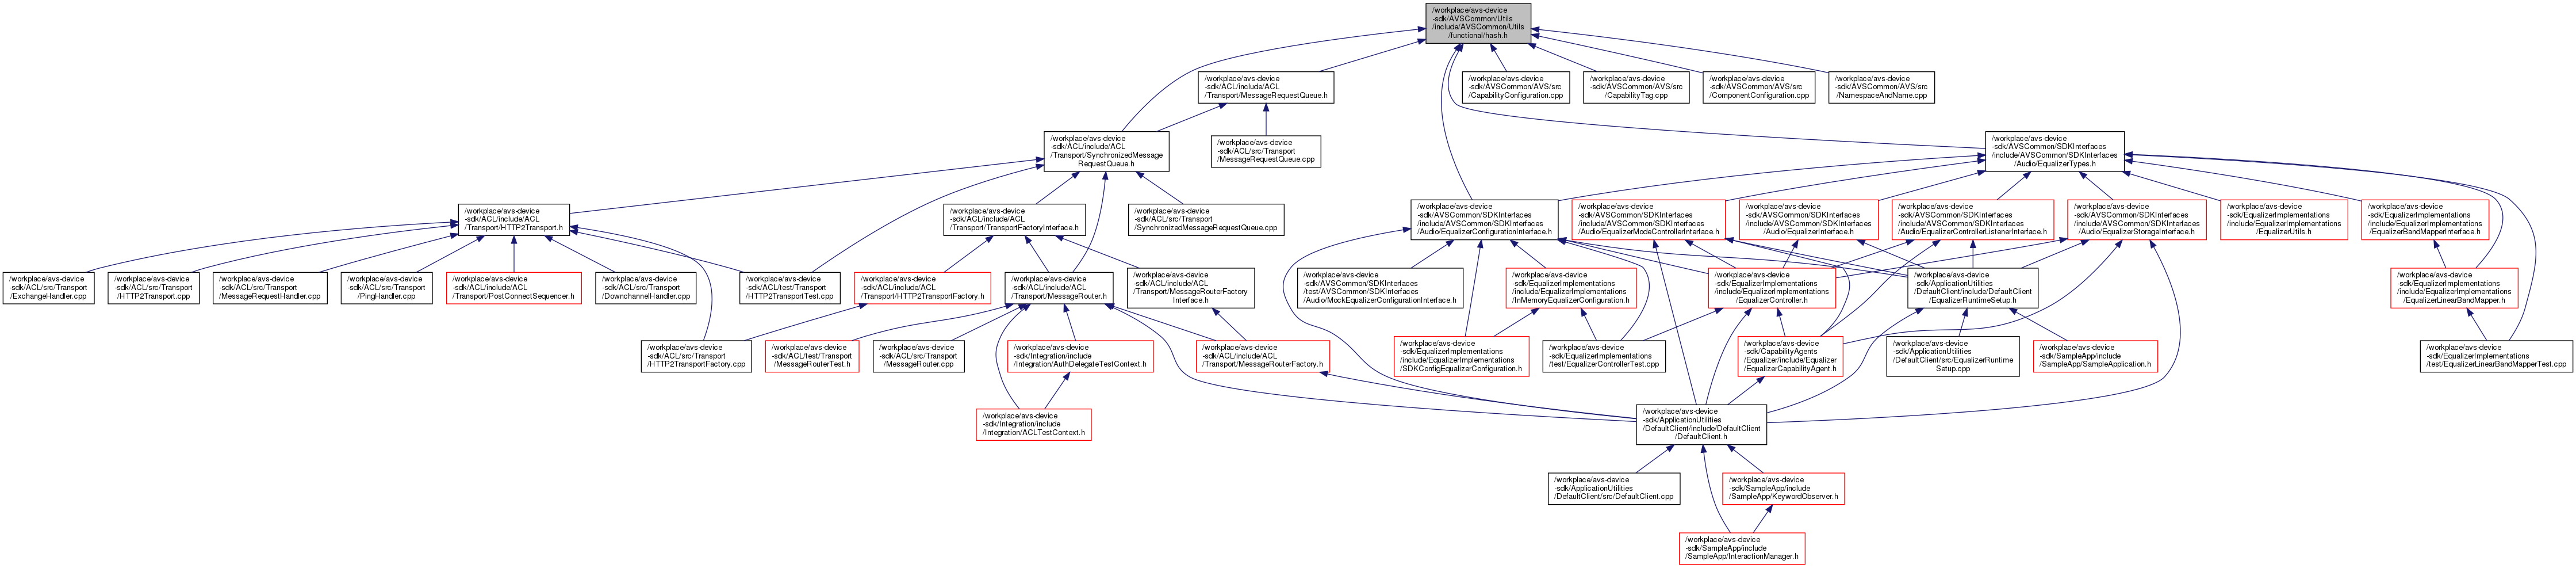 /workplace/avs-device
-sdk/AVSCommon/Utils
/include/AVSCommon/Utils
/functional/hash.h
/workplace/avs-device
-sdk/ACL/include/ACL
/Transport/MessageRequestQueue.h
/workplace/avs-device
-sdk/AVSCommon/AVS/src
/CapabilityConfiguration.cpp
/workplace/avs-device
-sdk/AVSCommon/AVS/src
/CapabilityTag.cpp
/workplace/avs-device
-sdk/AVSCommon/AVS/src
/ComponentConfiguration.cpp
/workplace/avs-device
-sdk/AVSCommon/AVS/src
/NamespaceAndName.cpp
/workplace/avs-device
-sdk/ACL/include/ACL
/Transport/SynchronizedMessage
RequestQueue.h
/workplace/avs-device
-sdk/ACL/src/Transport
/MessageRequestQueue.cpp
/workplace/avs-device
-sdk/AVSCommon/SDKInterfaces
/include/AVSCommon/SDKInterfaces
/Audio/EqualizerTypes.h
/workplace/avs-device
-sdk/ACL/include/ACL
/Transport/HTTP2Transport.h
/workplace/avs-device
-sdk/ACL/include/ACL
/Transport/TransportFactoryInterface.h
/workplace/avs-device
-sdk/ACL/src/Transport
/SynchronizedMessageRequestQueue.cpp
/workplace/avs-device
-sdk/AVSCommon/SDKInterfaces
/include/AVSCommon/SDKInterfaces
/Audio/EqualizerConfigurationInterface.h
/workplace/avs-device
-sdk/AVSCommon/SDKInterfaces
/include/AVSCommon/SDKInterfaces
/Audio/EqualizerModeControllerInterface.h
/workplace/avs-device
-sdk/AVSCommon/SDKInterfaces
/include/AVSCommon/SDKInterfaces
/Audio/EqualizerInterface.h
/workplace/avs-device
-sdk/AVSCommon/SDKInterfaces
/include/AVSCommon/SDKInterfaces
/Audio/EqualizerControllerListenerInterface.h
/workplace/avs-device
-sdk/AVSCommon/SDKInterfaces
/include/AVSCommon/SDKInterfaces
/Audio/EqualizerStorageInterface.h
/workplace/avs-device
-sdk/EqualizerImplementations
/include/EqualizerImplementations
/EqualizerUtils.h
/workplace/avs-device
-sdk/EqualizerImplementations
/include/EqualizerImplementations
/EqualizerBandMapperInterface.h
/workplace/avs-device
-sdk/ACL/src/Transport
/ExchangeHandler.cpp
/workplace/avs-device
-sdk/ACL/src/Transport
/HTTP2Transport.cpp
/workplace/avs-device
-sdk/ACL/src/Transport
/MessageRequestHandler.cpp
/workplace/avs-device
-sdk/ACL/src/Transport
/PingHandler.cpp
/workplace/avs-device
-sdk/ACL/include/ACL
/Transport/PostConnectSequencer.h
/workplace/avs-device
-sdk/ACL/src/Transport
/DownchannelHandler.cpp
/workplace/avs-device
-sdk/ACL/test/Transport
/HTTP2TransportTest.cpp
/workplace/avs-device
-sdk/ACL/include/ACL
/Transport/HTTP2TransportFactory.h
/workplace/avs-device
-sdk/ACL/include/ACL
/Transport/MessageRouter.h
/workplace/avs-device
-sdk/ACL/include/ACL
/Transport/MessageRouterFactory
Interface.h
/workplace/avs-device
-sdk/AVSCommon/SDKInterfaces
/test/AVSCommon/SDKInterfaces
/Audio/MockEqualizerConfigurationInterface.h
/workplace/avs-device
-sdk/EqualizerImplementations
/include/EqualizerImplementations
/InMemoryEqualizerConfiguration.h
/workplace/avs-device
-sdk/EqualizerImplementations
/include/EqualizerImplementations
/EqualizerController.h
/workplace/avs-device
-sdk/ApplicationUtilities
/DefaultClient/include/DefaultClient
/EqualizerRuntimeSetup.h
/workplace/avs-device
-sdk/EqualizerImplementations
/include/EqualizerImplementations
/EqualizerLinearBandMapper.h
/workplace/avs-device
-sdk/ACL/src/Transport
/HTTP2TransportFactory.cpp
/workplace/avs-device
-sdk/ACL/test/Transport
/MessageRouterTest.h
/workplace/avs-device
-sdk/ACL/src/Transport
/MessageRouter.cpp
/workplace/avs-device
-sdk/Integration/include
/Integration/AuthDelegateTestContext.h
/workplace/avs-device
-sdk/ACL/include/ACL
/Transport/MessageRouterFactory.h
/workplace/avs-device
-sdk/EqualizerImplementations
/include/EqualizerImplementations
/SDKConfigEqualizerConfiguration.h
/workplace/avs-device
-sdk/EqualizerImplementations
/test/EqualizerControllerTest.cpp
/workplace/avs-device
-sdk/CapabilityAgents
/Equalizer/include/Equalizer
/EqualizerCapabilityAgent.h
/workplace/avs-device
-sdk/ApplicationUtilities
/DefaultClient/src/EqualizerRuntime
Setup.cpp
/workplace/avs-device
-sdk/SampleApp/include
/SampleApp/SampleApplication.h
/workplace/avs-device
-sdk/EqualizerImplementations
/test/EqualizerLinearBandMapperTest.cpp
/workplace/avs-device
-sdk/Integration/include
/Integration/ACLTestContext.h
/workplace/avs-device
-sdk/ApplicationUtilities
/DefaultClient/include/DefaultClient
/DefaultClient.h
/workplace/avs-device
-sdk/ApplicationUtilities
/DefaultClient/src/DefaultClient.cpp
/workplace/avs-device
-sdk/SampleApp/include
/SampleApp/KeywordObserver.h
/workplace/avs-device
-sdk/SampleApp/include
/SampleApp/InteractionManager.h